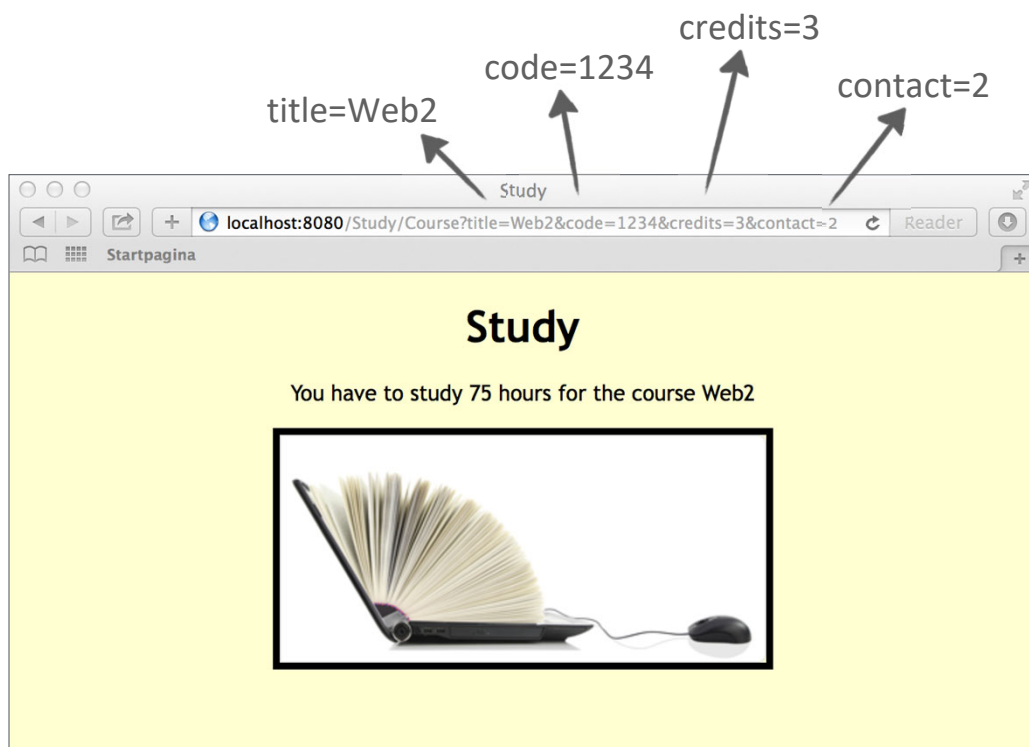 credits=3
code=1234
contact=2
title=Web2
Study
localhost:8080/Study/Course?title=Web2&code=1234&credits=3&contact=2
Reader
Startpagina
Study
You have to study 75 hours for the course Web2